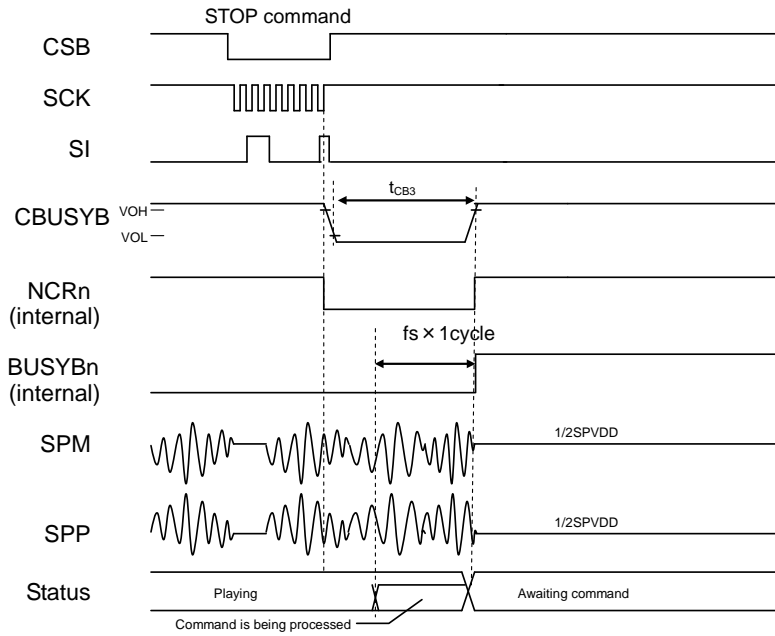 STOP command
CSB
SCK
SI
tCB3
CBUSYB
VOH
VOL
NCRn
(internal)
fs×1cycle
BUSYBn
(internal)
SPM
1/2SPVDD
SPP
1/2SPVDD
Status
Playing
Awaiting command
Command is being processed